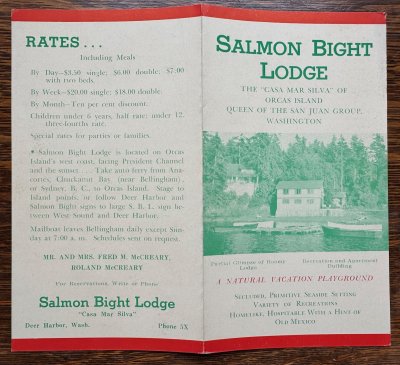 RATES . . .
Including Meals
By Day—$3.50 single; $6.00 double; $7.00
with two beds.
By Week—$20.00 single; $18.00 double.
By Month—Ten per cent discount.
Children under 6 years, half rate; under 12,
three-fourths rate.
Special rates for parties or families.
• Salmon Bight Lodge is located on Orcas
Island's west coast, facing President Channel
and the sunset . . . Take auto ferry from Ana-
cortes, Chuckanut Bay (near Bellingham),
or Sydney, B. C., to Orcas Island. Stage to
Island points, or follow Deer Harbor and
Salmon Bight signs to large S. B. L. sign be-
tween West Sound and Deer Harbor.
Mailboat leaves Bellingham daily except Sun-
day at 7:00 a. m. Schedules sent on request.
MR. AND MRS. FRED M. McCREARY,
ROLAND McCREARY
For Reservations, Write or Phone
Salmon Bight Lodge
"Casa Mar Silva"
Deer Harbor, Wash. Phone 5X
SALMON BIGHT
LODGE
THE "CASA MAR SILVA" OF
ORCAS ISLAND
QUEEN OF THE SAN JUAN GROUP,
WASHINGTON
Partial Glimpse of Roomy
Lodge
Recreation and Apartment
Building
A NATURAL VACATION PLAYGROUND
SECLUDED, PRIMITIVE SEASIDE SETTING
VARIETY OF RECREATIONS
HOMELIKE, HOSPITABLE WITH A HINT OF
OLD MEXICO